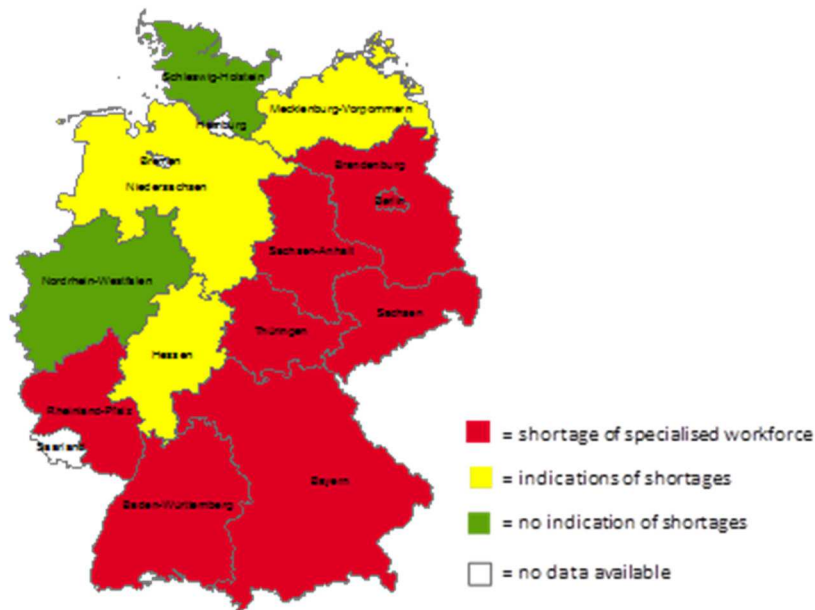 Schleswig-Holstein
Mecklenburg-Vorpommern
Hamburg
Bremen
Niedersachsen
Brandenburg
Berlin
Sachsen-Anhalt
Nordrhein-Westfalen
Sachsen
Thüringen
Hessen
Rheinland-Pfalz
Saarland
Bayern
Baden-Württemberg
= shortage of specialised workforce
= indications of shortages
= no indication of shortages
= no data available